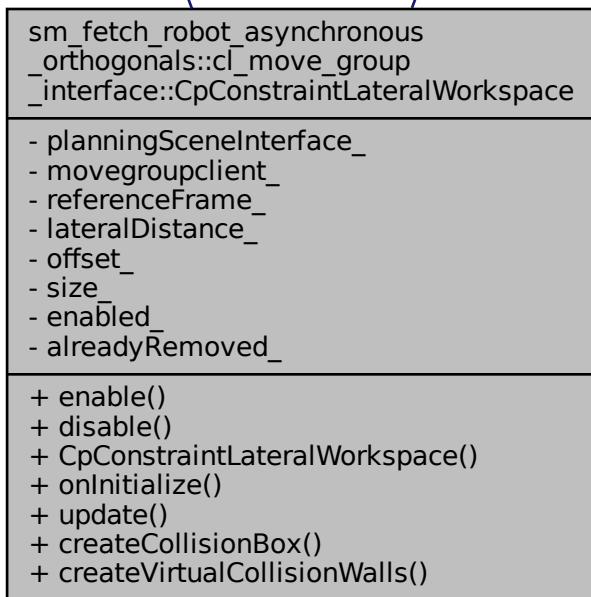 sm_fetch_robot_asynchronous
_orthogonals::cl_move_group
_interface::CpConstraintLateralWorkspace
- planningSceneInterface_
- movegroupclient_
- referenceFrame_
- lateralDistance_
- offset_
- size_
- enabled_
- alreadyRemoved_
+ enable()
+ disable()
+ CpConstraintLateralWorkspace()
+ onInitialize()
+ update()
+ createCollisionBox()
+ createVirtualCollisionWalls()